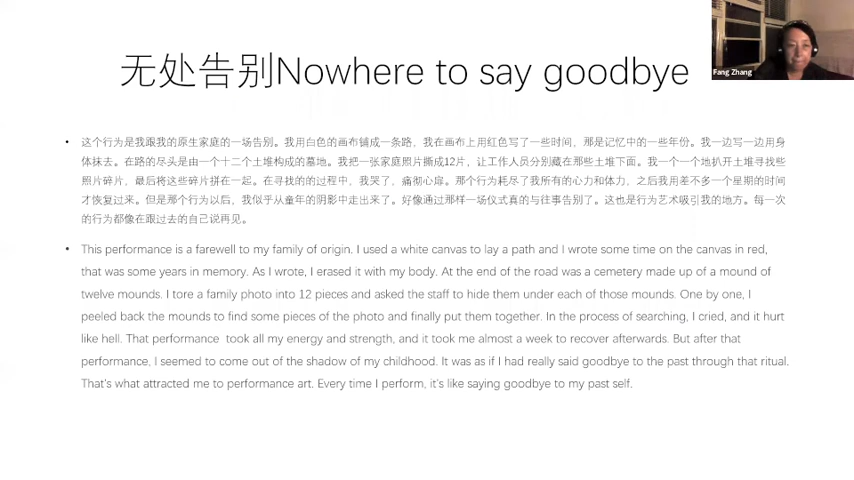 无处告别Nowhere to say goodbye
Fang Zhang
• 这个行为是我跟我的原生家庭的一场告别。我用白色的画布铺成一条路，我在画布上用红色写了一些时间，那是记忆中的一些年份。我一边写一边用身
体抹去。在路的尽头是由一个十二个土堆构成的墓地。我把一张家庭照片撕成12片，让工作人员分别藏在那些土堆下面。我一个一个地扒开土堆寻找些
照片碎片，最后将这些碎片拼在一起。在寻找的的过程中，我哭了，痛彻心扉。那个行为耗尽了我所有的心力和体力，之后我用差不多一个星期的时间
才恢复过来。但是那个行为以后，我似乎从童年的阴影中走出来了。好像通过那样一场仪式真的与往事告别了。这也是行为艺术吸引我的地方。每一次
的行为都像在跟过去的自己说再见。
• This performance is a farewell to my family of origin. I used a white canvas to lay a path and I wrote some time on the canvas in red,
that was some years in memory. As I wrote, I erased it with my body. At the end of the road was a cemetery made up of a mound of
twelve mounds. I tore a family photo into 12 pieces and asked the staff to hide them under each of those mounds. One by one, I
peeled back the mounds to find some pieces of the photo and finally put them together. In the process of searching, I cried, and it hurt
like hell. That performance took all my energy and strength, and it took me almost a week to recover afterwards. But after that
performance, I seemed to come out of the shadow of my childhood. It was as if I had really said goodbye to the past through that ritual.
That's what attracted me to performance art. Every time I perform, it's like saying goodbye to my past self.